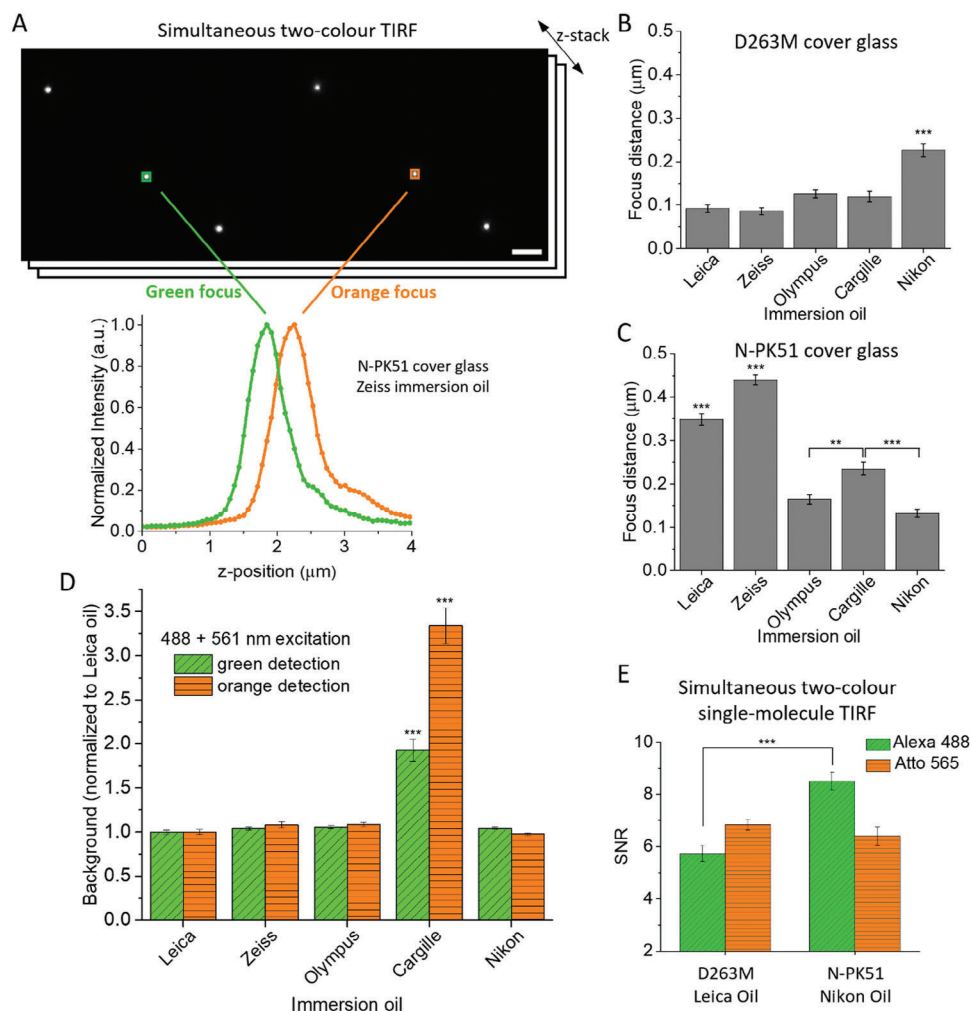 A
Simultaneous two-colour TIRF
z-stack
Green focus
Orange focus
Normalized Intensity (a.u.)
1.0
0.8
0.6
0.4
0.2
0.0
N-PK51 cover glass
Zeiss immersion oil
0
1
2
3
4
z-position (μm)
B
D263M cover glass
Focus distance (μm)
0.5
0.4
0.3
0.2
0.1
0.0
***
Leica
Zeiss
Olympus
Cargille
Nikon
Immersion oil
C
N-PK51 cover glass
Focus distance (μm)
0.5
0.4
0.3
0.2
0.1
0.0
***
***
**
***
Leica
Zeiss
Olympus
Cargille
Nikon
Immersion oil
D
Background (normalized to Leica oil)
3.5
3.0
2.5
2.0
1.5
1.0
0.5
0.0
488 + 561 nm excitation
green detection
orange detection
***
***
Leica
Zeiss
Olympus
Cargille
Nikon
Immersion oil
E
Simultaneous two-colour
single-molecule TIRF
SNR
10
8
6
4
2
***
Alexa 488
Atto 565
D263M
Leica Oil
N-PK51
Nikon Oil